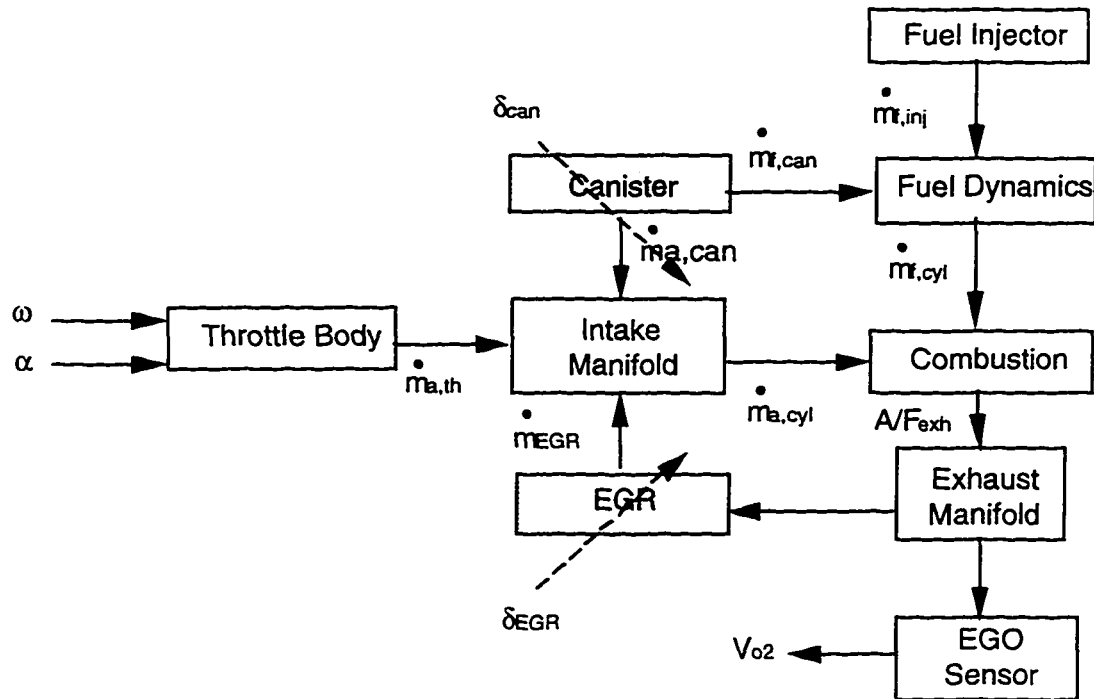 Fuel Injector
δcan
ṁf,inj
ṁf,can
Canister
Fuel Dynamics
ṁa,can
ṁf,cyl
ω
Throttle Body
Intake
Manifold
Combustion
α
ṁa,th
ṁEGR
ṁa,cyl
A/Fexh
EGR
Exhaust
Manifold
δEGR
Vo2
EGO
Sensor